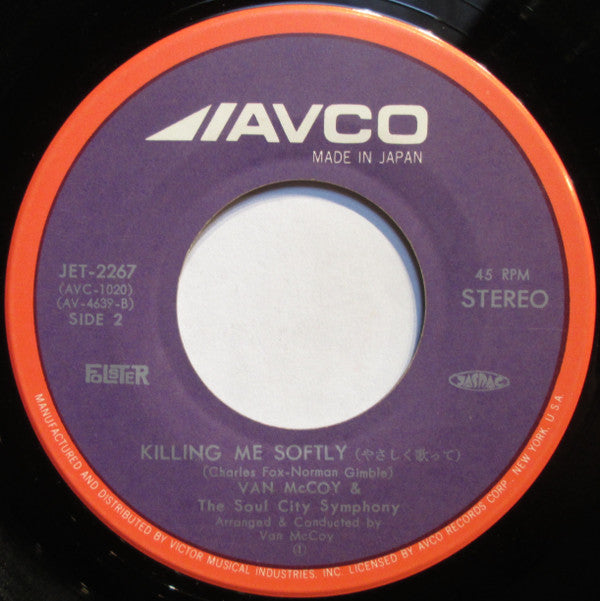 AVCO
MADE IN JAPAN
JET-2267
(AVC-1020)
(AV-4639-B)
SIDE 2
45 RPM
STEREO
FOLSTER
JASRAC
KILLING ME SOFTLY (やさしく歌って)
(Charles Fox-Norman Gimble)
VAN McCOY &
The Soul City Symphony
Arranged & Conducted by
Van McCoy
①
MANUFACTURED AND DISTRIBUTED BY VICTOR MUSICAL INDUSTRIES, INC. LICENSED BY AVCO RECORDS CORP. NEW YORK, U.S.A.